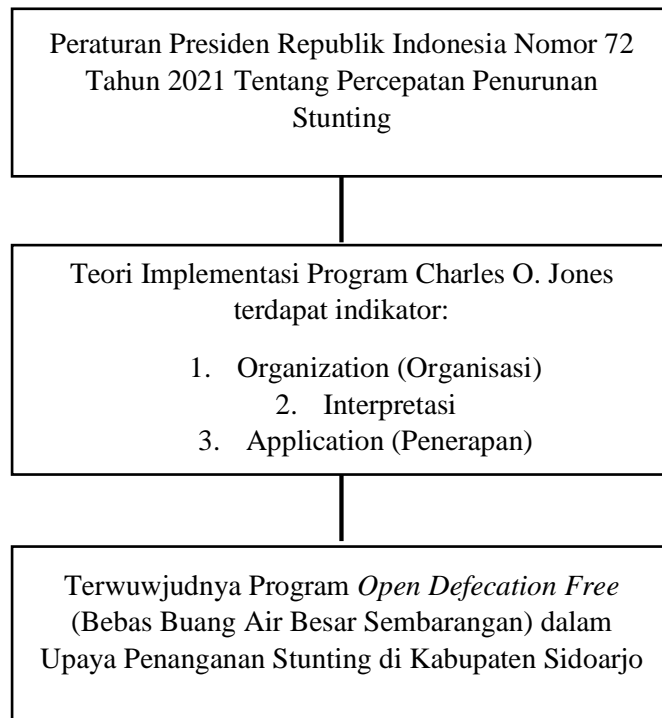 Peraturan Presiden Republik Indonesia Nomor 72
Tahun 2021 Tentang Percepatan Penurunan
Stunting
Teori Implementasi Program Charles O. Jones
terdapat indikator:
1. Organization (Organisasi)
2. Interpretasi
3. Application (Penerapan)
Terwuwjudnya Program Open Defecation Free
(Bebas Buang Air Besar Sembarangan) dalam
Upaya Penanganan Stunting di Kabupaten Sidoarjo